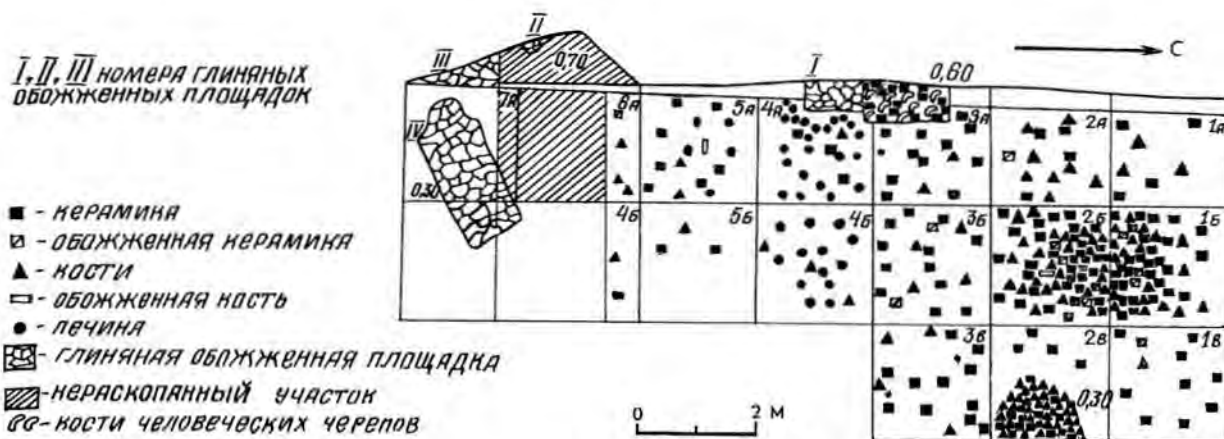 I, II, III номера глиняных
обожженных площадок
■ - керамика
- обожженная керамика
▲ - кости
- обожженная кость
● - печина
- глиняная обожженная площадка
- нераскопанный участок
- кости человеческих черепов
II
III
0,70
I
0,60
С
IV
0,30
7А
6А
5А
4А
3А
2А
1А
4б
5б
4б
3б
2б
1б
3в
2в
1в
0,30
0
2 М